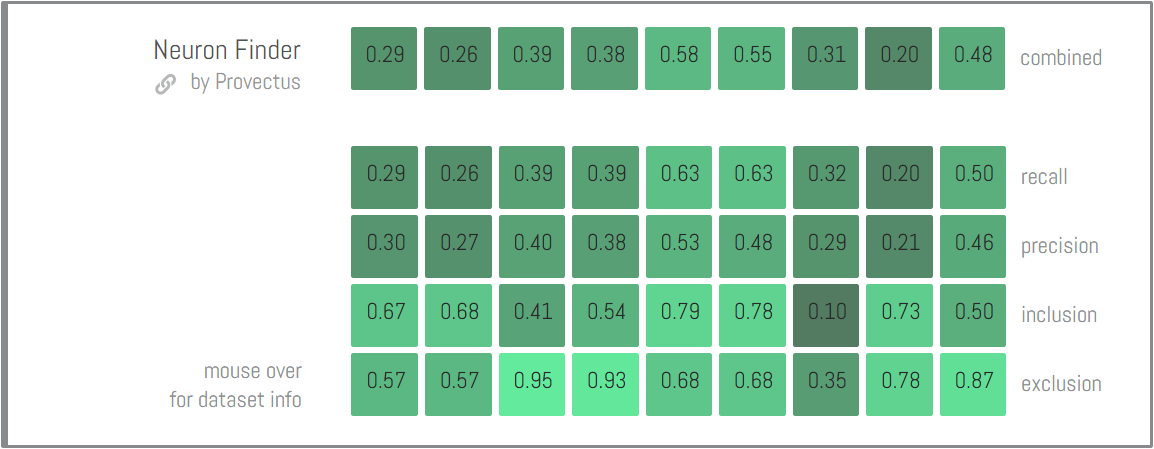 Neuron Finder
by Provectus
0.29 0.26 0.39 0.38 0.58 0.55 0.31 0.20 0.48 combined
0.29 0.26 0.39 0.39 0.63 0.63 0.32 0.20 0.50 recall
0.30 0.27 0.40 0.38 0.53 0.48 0.29 0.21 0.46 precision
0.67 0.68 0.41 0.54 0.79 0.78 0.10 0.73 0.50 inclusion
0.57 0.57 0.95 0.93 0.68 0.68 0.35 0.78 0.87 exclusion
mouse over
for dataset info